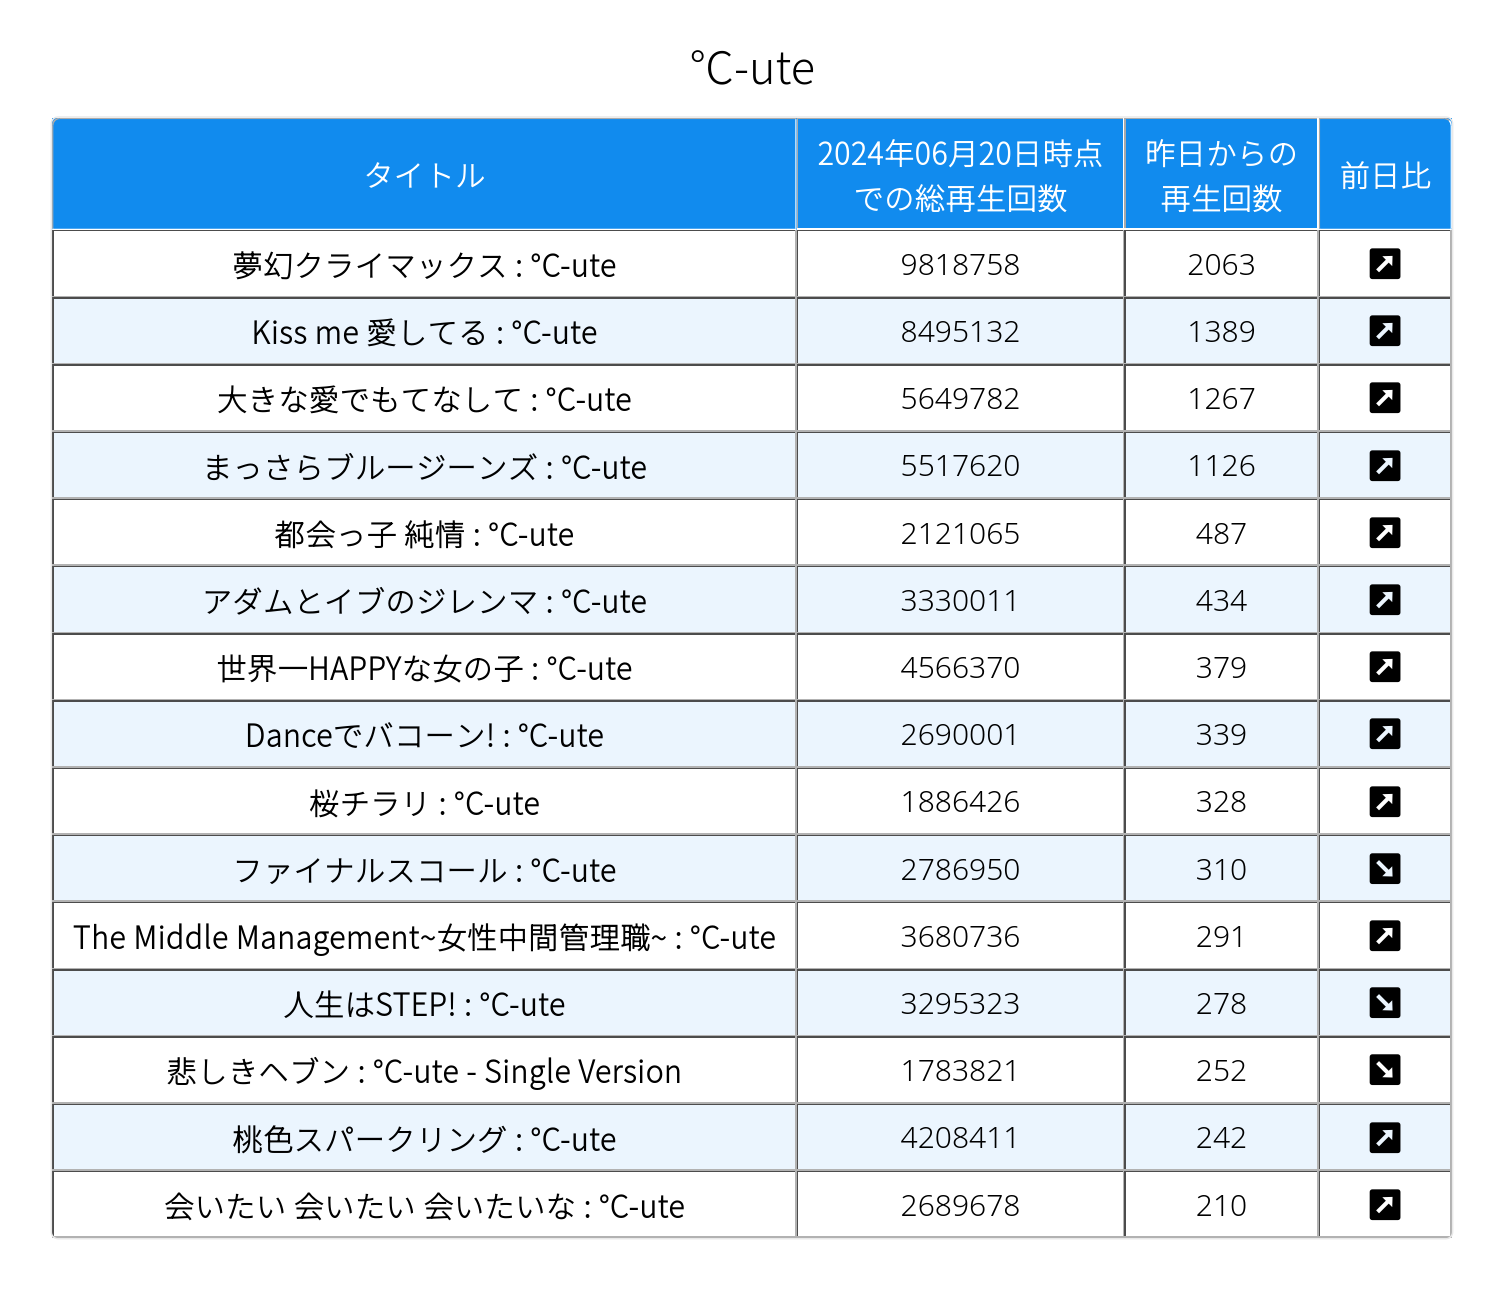 ℃-ute
タイトル 2024年06月20日時点 昨日からの 前日比
での総再生回数 再生回数
夢幻クライマックス : ℃-ute 9818758 2063
Kiss me 愛してる : ℃-ute 8495132 1389
大きな愛でもてなして : ℃-ute 5649782 1267
まっさらブルージーンズ : ℃-ute 5517620 1126
都会っ子 純情 : ℃-ute 2121065 487
アダムとイブのジレンマ : ℃-ute 3330011 434
世界一HAPPYな女の子 : ℃-ute 4566370 379
Danceでバコーン! : ℃-ute 2690001 339
桜チラリ : ℃-ute 1886426 328
ファイナルスコール : ℃-ute 2786950 310
The Middle Management~女性中間管理職~ : ℃-ute 3680736 291
人生はSTEP! : ℃-ute 3295323 278
悲しきヘブン : ℃-ute - Single Version 1783821 252
桃色スパークリング : ℃-ute 4208411 242
会いたい 会いたい 会いたいな : ℃-ute 2689678 210